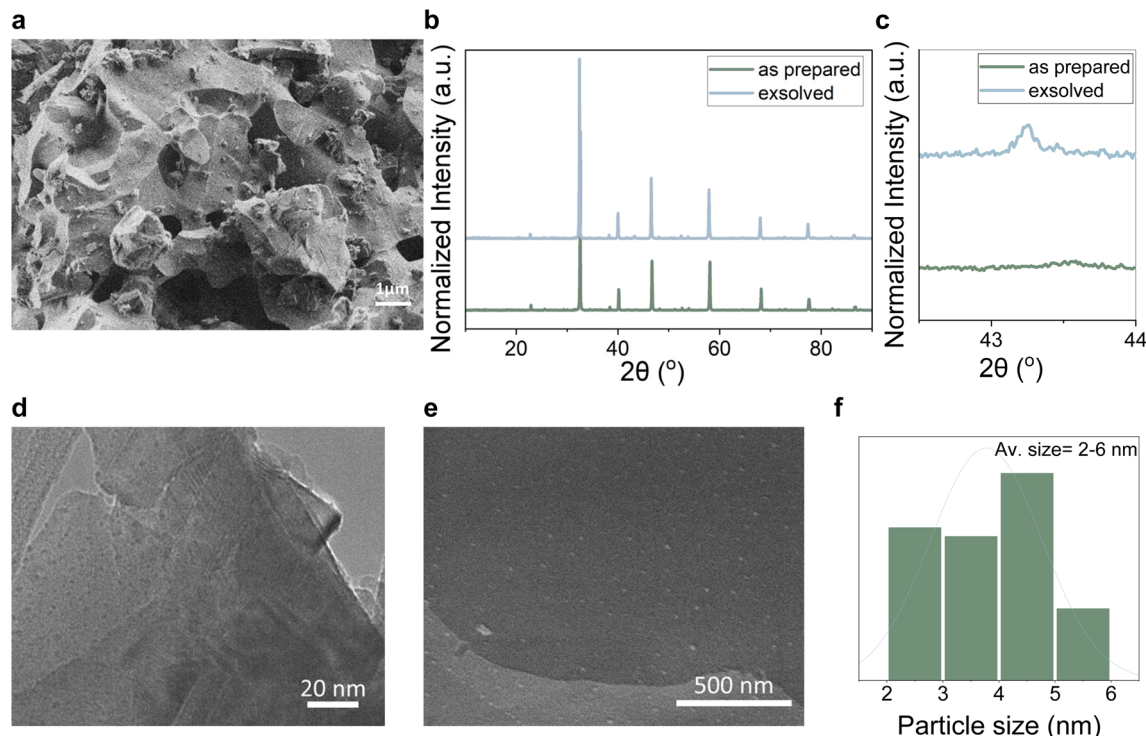 a
1μm
b
Normalized Intensity (a.u.)
as prepared
exsolved
20
40
60
80
2θ (°)
c
Normalized Intensity (a.u.)
as prepared
exsolved
43
44
2θ (°)
d
20 nm
e
500 nm
f
Av. size= 2-6 nm
2
3
4
5
6
Particle size (nm)